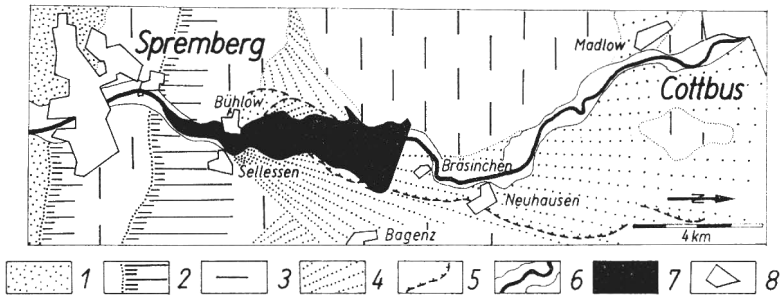 Spremberg
Madlow
Cottbus
Bühlow
Bräsinchen
Sellessen
Neuhausen
N
Bagenz
4 km
1 2 3 4 5 6 7 8